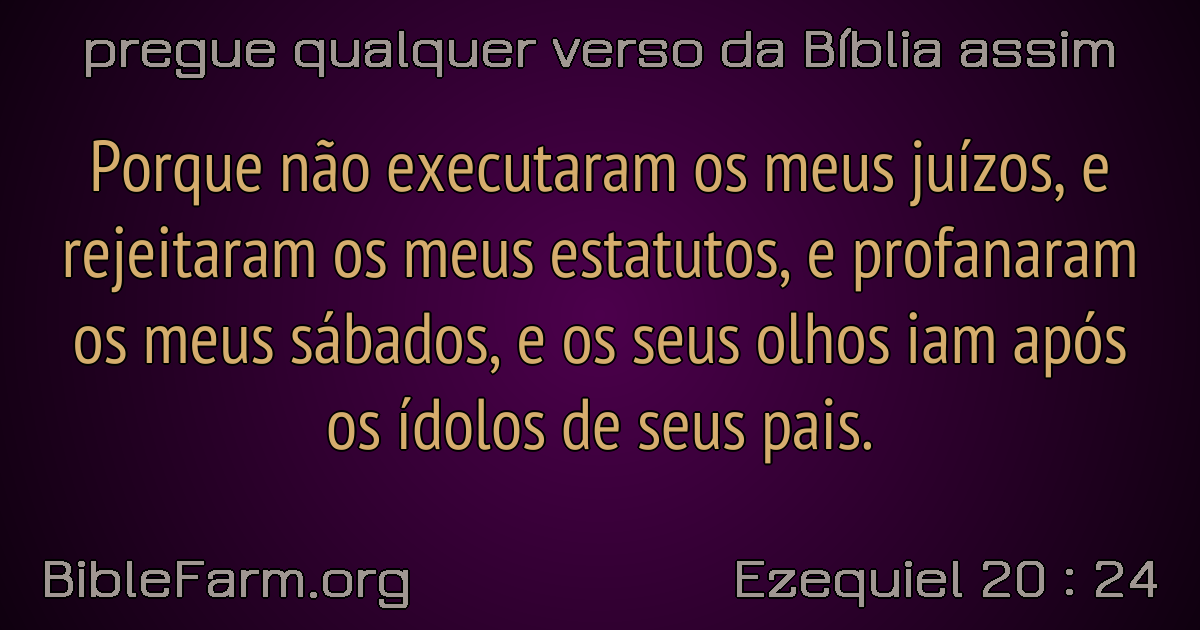 pregue qualquer verso da Bíblia assim
Porque não executaram os meus juízos, e
rejeitaram os meus estatutos, e profanaram
os meus sábados, e os seus olhos iam após
os ídolos de seus pais.
BibleFarm.org
Ezequiel 20 : 24